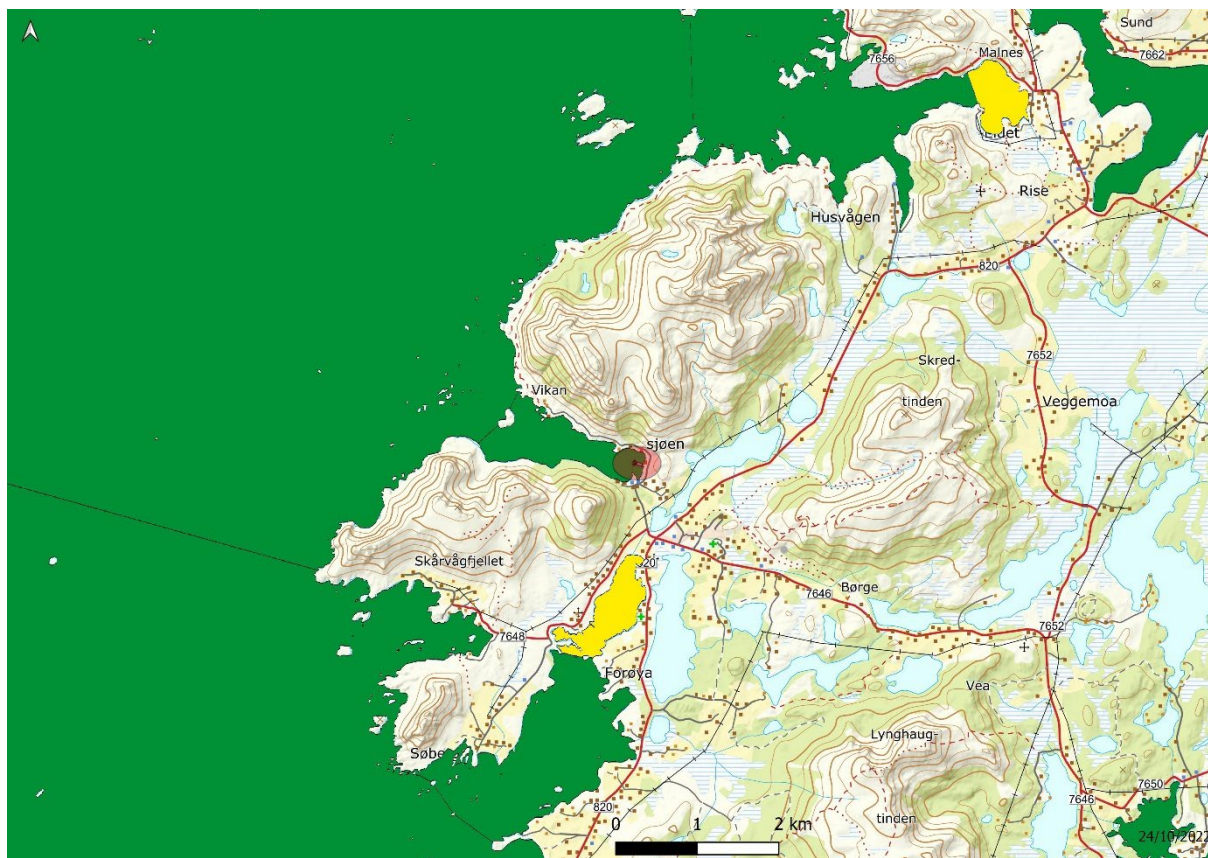 Sund
7662
Malnes
7656
Eidet
Rise
Husvågen
820
Skred-
7652
tinden
Vikan
Veggemoa
sjøen
Skårvågfjellet
20
Børge
7646
7652
7648
Forøya
Vea
Lynghaug-
Søbe
7650
7646
820
tinden
0 1 2 km
24/10/2022